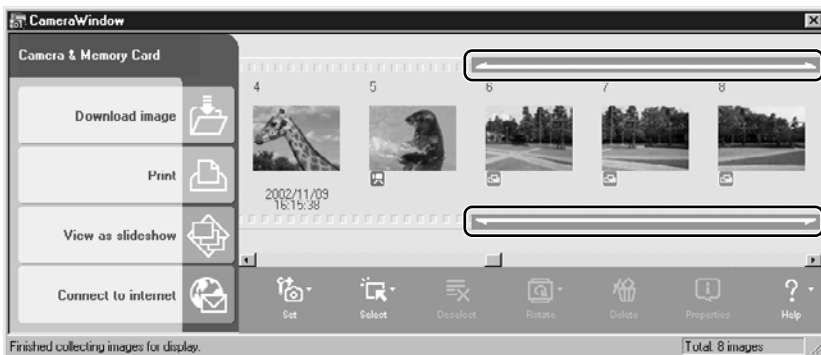 CameraWindow
Camera & Memory Card
4 5 6 7 8
Download image
Print
2002/11/09
16:15:38
View as slideshow
Connect to internet
Set Select Deselect Rotate Delete Properties Help
Finished collecting images for display. Total: 8 images